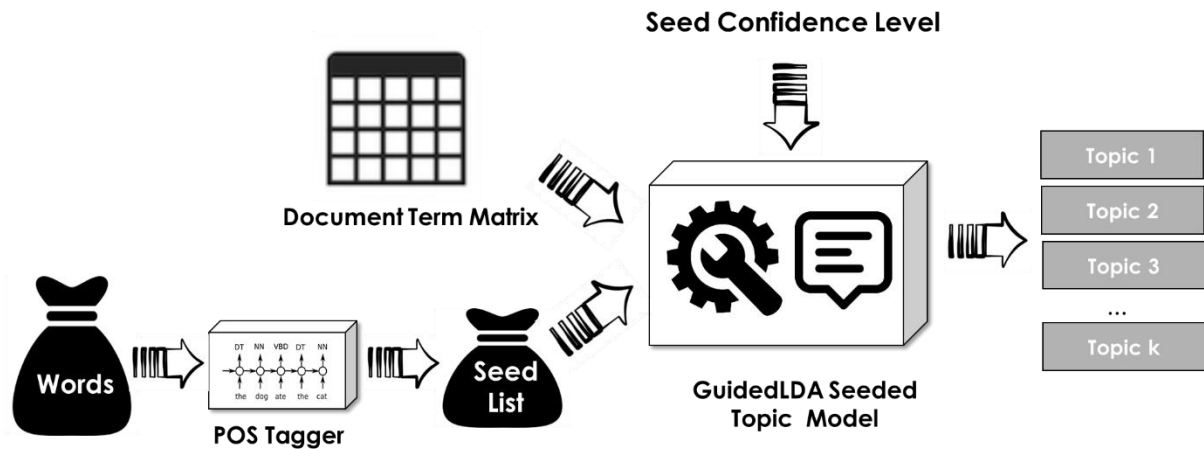 Seed Confidence Level
Document Term Matrix
Words
DT NN VBD DT NN
the dog ate the cat
POS Tagger
Seed
List
GuidedLDA Seeded
Topic Model
Topic 1
Topic 2
Topic 3
...
Topic k